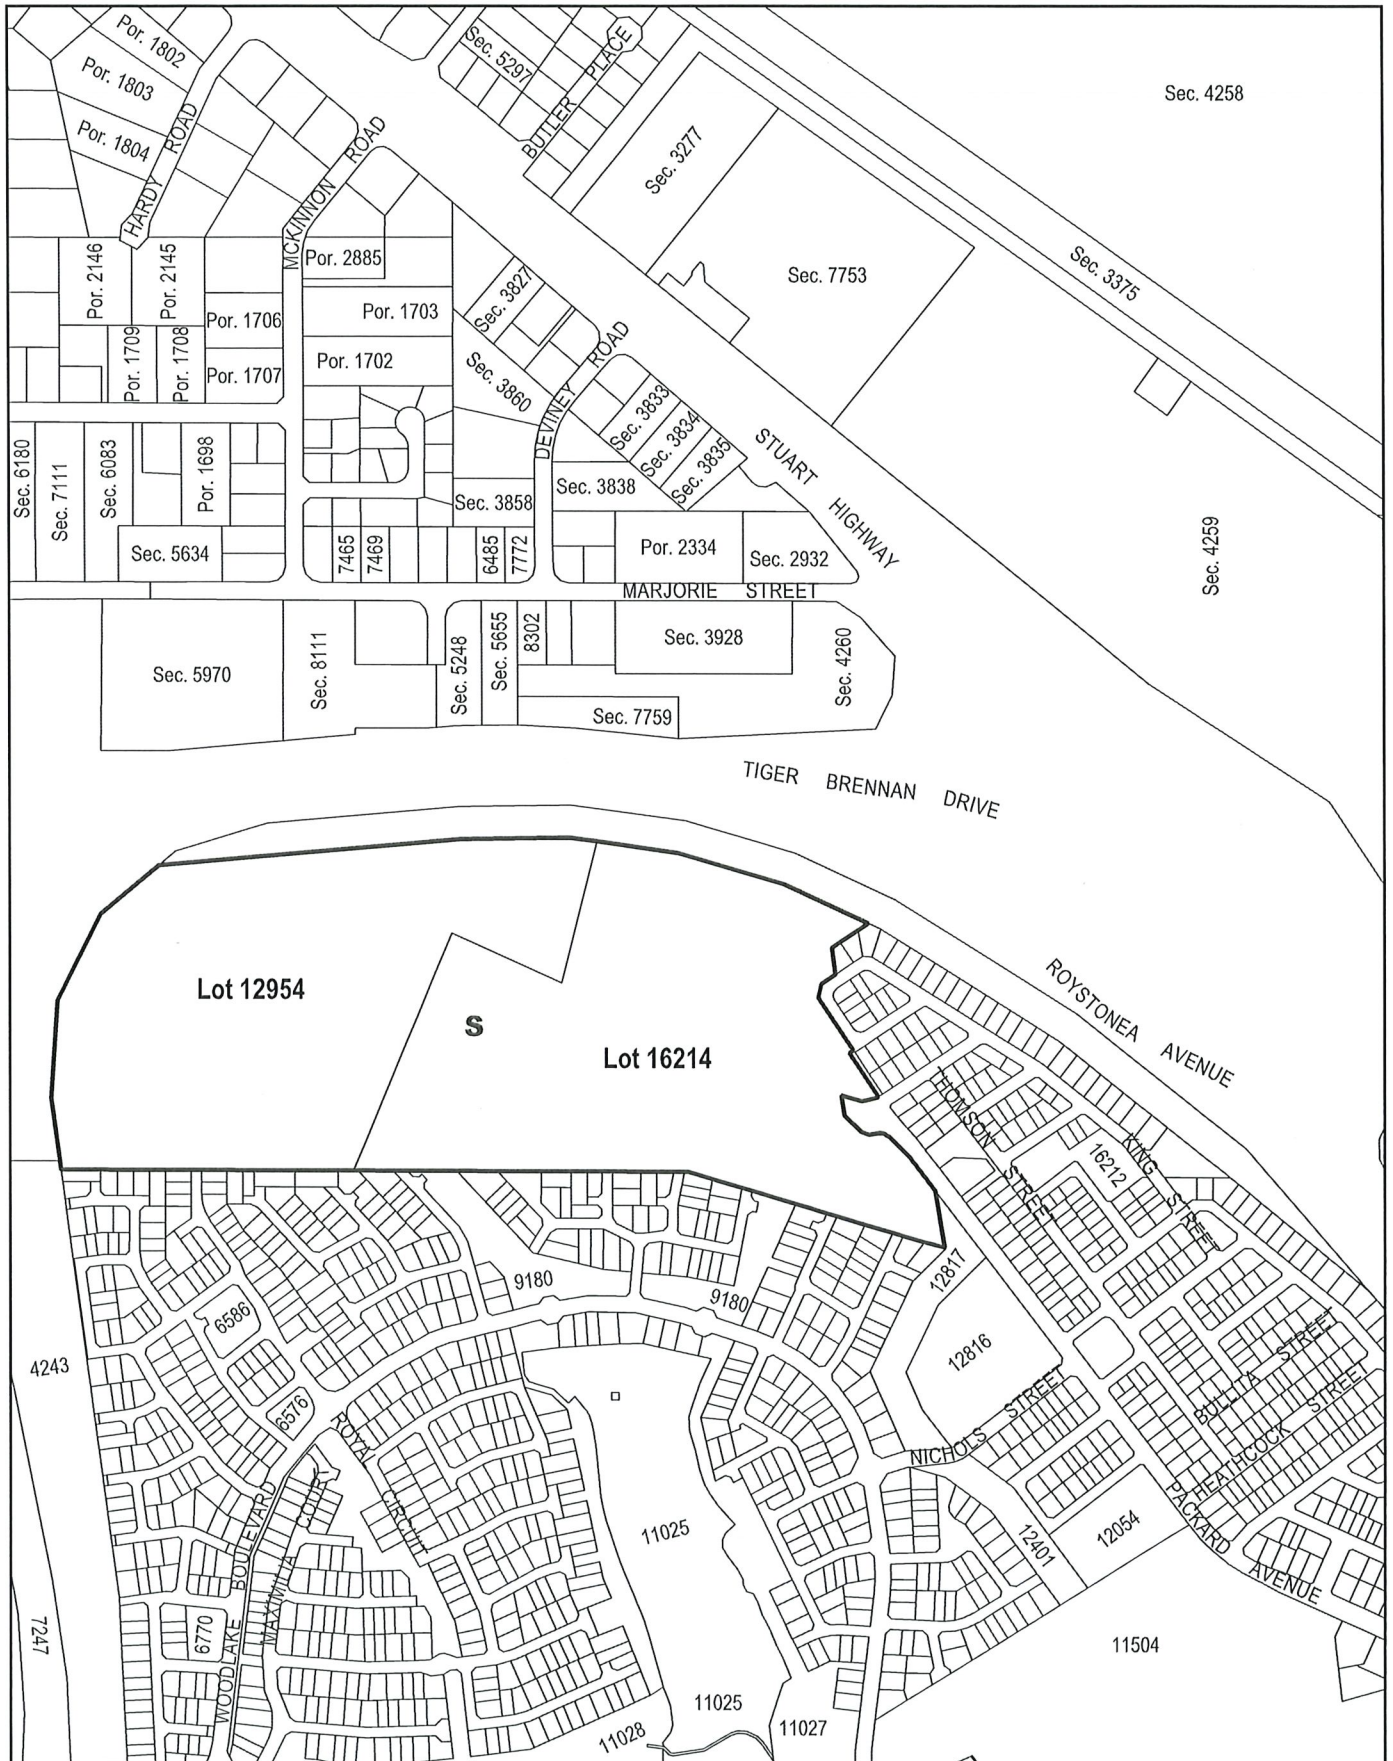 Por. 1802
Por. 1803
Por. 1804
HARDY ROAD
MCKINNON ROAD
Sec. 5297
BUTLER PLACE
Sec. 4258
Sec. 3277
Sec. 7753
Sec. 3375
Por. 2146
Por. 2145
Por. 2885
Por. 1703
Por. 1706
Por. 1709
Por. 1708
Por. 1707
Por. 1702
Sec. 3827
Sec. 3860
DEVINEY ROAD
Sec. 3833
Sec. 3834
Sec. 3835
STUART HIGHWAY
Sec. 6180
Sec. 7111
Sec. 6083
Por. 1698
Sec. 3858
Sec. 3838
Sec. 4259
Sec. 5634
7465
7469
6485
7772
Por. 2334
Sec. 2932
MARJORIE STREET
Sec. 5970
Sec. 8111
Sec. 5248
Sec. 5655
8302
Sec. 3928
Sec. 4260
Sec. 7759
TIGER BRENNAN DRIVE
Lot 12954
S
Lot 16214
ROYSTONEA AVENUE
THOMSON STREET
KING STREET
16212
9180
9180
12817
6586
4243
12816
6576
ROYAL CIRCUIT
NICHOLS STREET
BULLITA STREET
HEATHCOCK STREET
PACKARD AVENUE
WOODLAKE BOULEVARD
MAXIMILIA COURT
11025
12401
12054
6770
7247
11504
11025
11027
11028